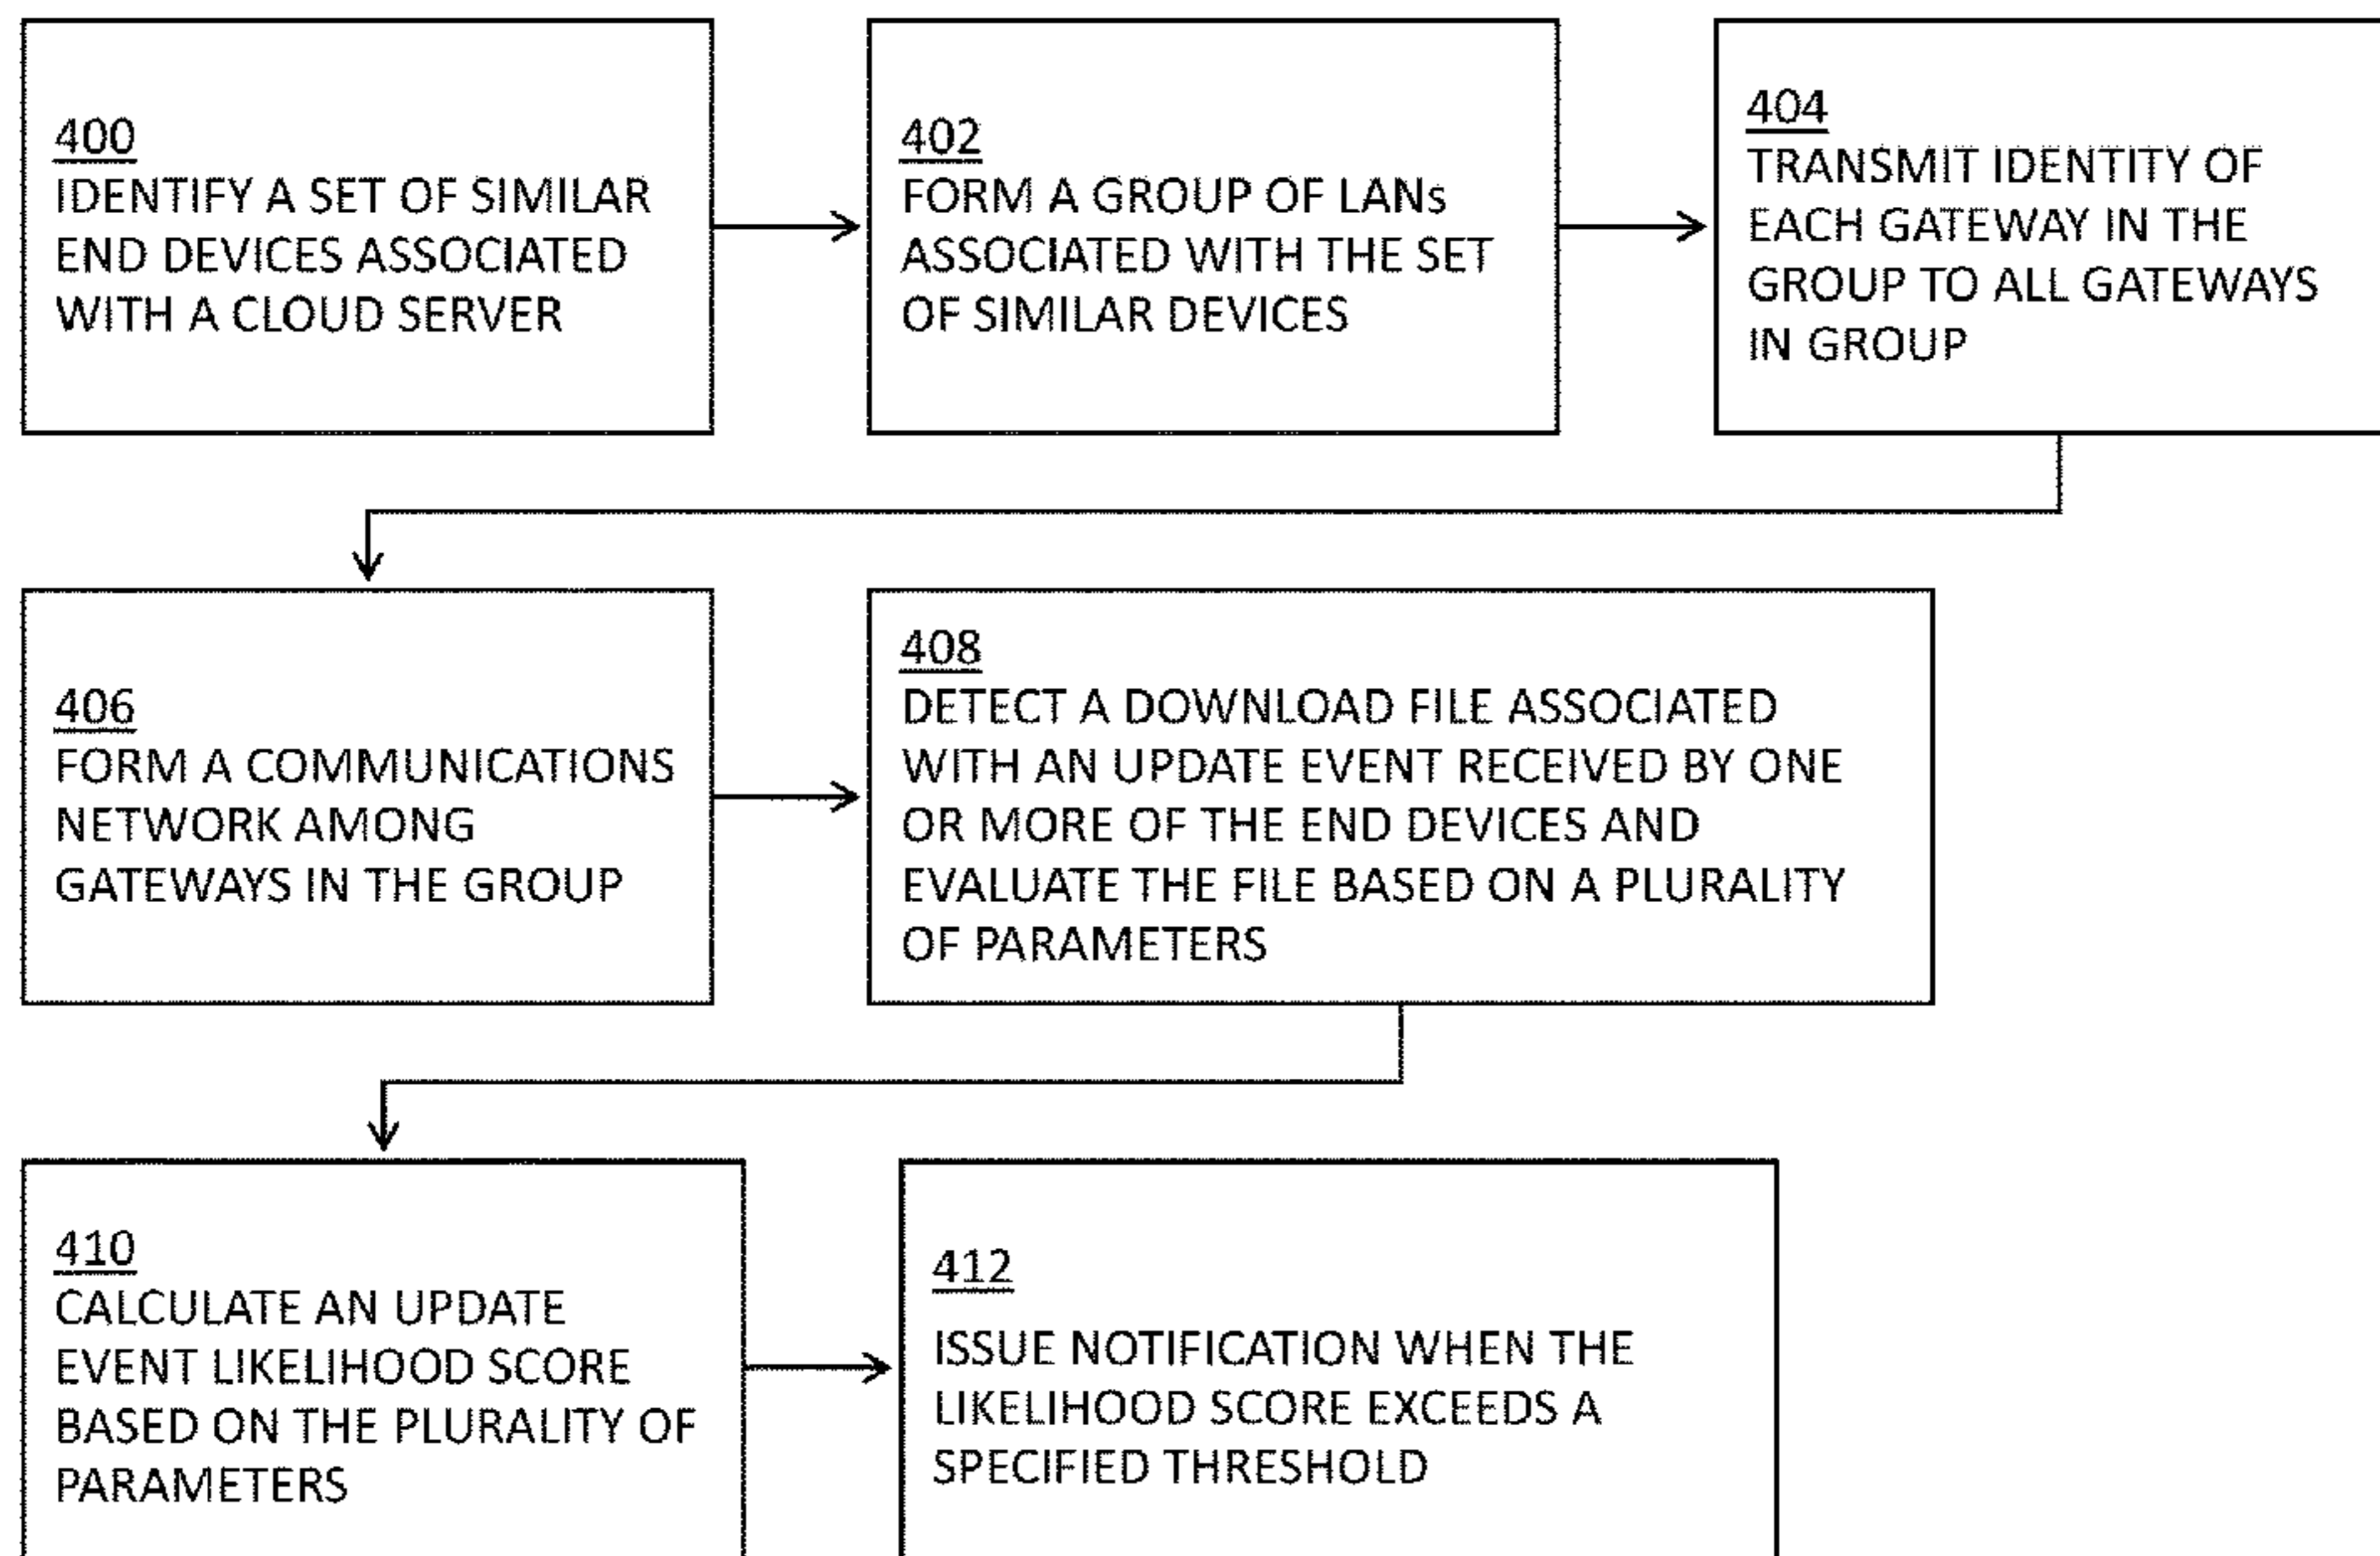 400
IDENTIFY A SET OF SIMILAR
END DEVICES ASSOCIATED
WITH A CLOUD SERVER
402
FORM A GROUP OF LANs
ASSOCIATED WITH THE SET
OF SIMILAR DEVICES
404
TRANSMIT IDENTITY OF
EACH GATEWAY IN THE
GROUP TO ALL GATEWAYS
IN GROUP
406
FORM A COMMUNICATIONS
NETWORK AMONG
GATEWAYS IN THE GROUP
408
DETECT A DOWNLOAD FILE ASSOCIATED
WITH AN UPDATE EVENT RECEIVED BY ONE
OR MORE OF THE END DEVICES AND
EVALUATE THE FILE BASED ON A PLURALITY
OF PARAMETERS
410
CALCULATE AN UPDATE
EVENT LIKELIHOOD SCORE
BASED ON THE PLURALITY OF
PARAMETERS
412
ISSUE NOTIFICATION WHEN THE
LIKELIHOOD SCORE EXCEEDS A
SPECIFIED THRESHOLD